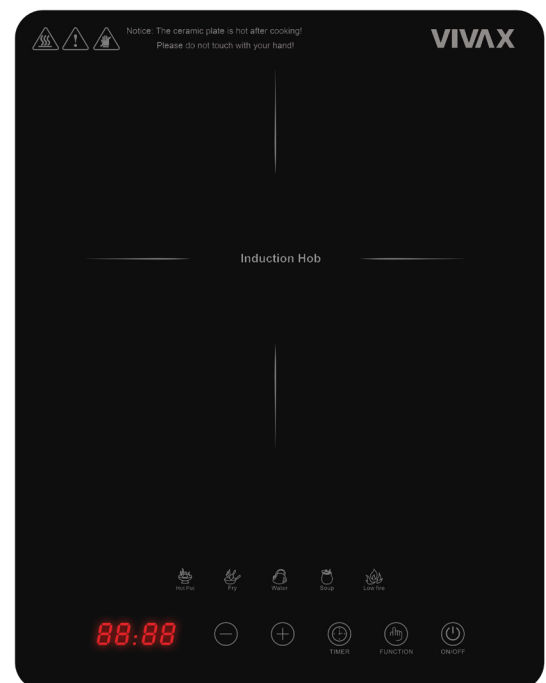 Notice: The ceramic plate is hot after cooking!
Please do not touch with your hand!
VIVAX
Induction Hob
Hot Pot Fry Water Soup Low fire
88:88
TIMER FUNCTION ON/OFF